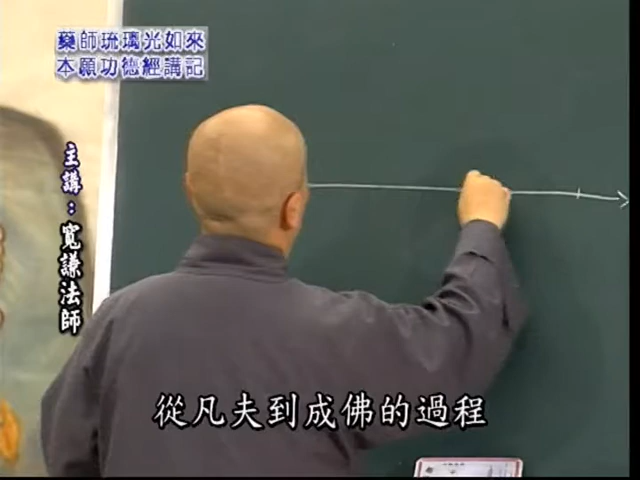 藥師琉璃光如來
本願功德經講記
主講：寬謙法師
從凡夫到成佛的過程